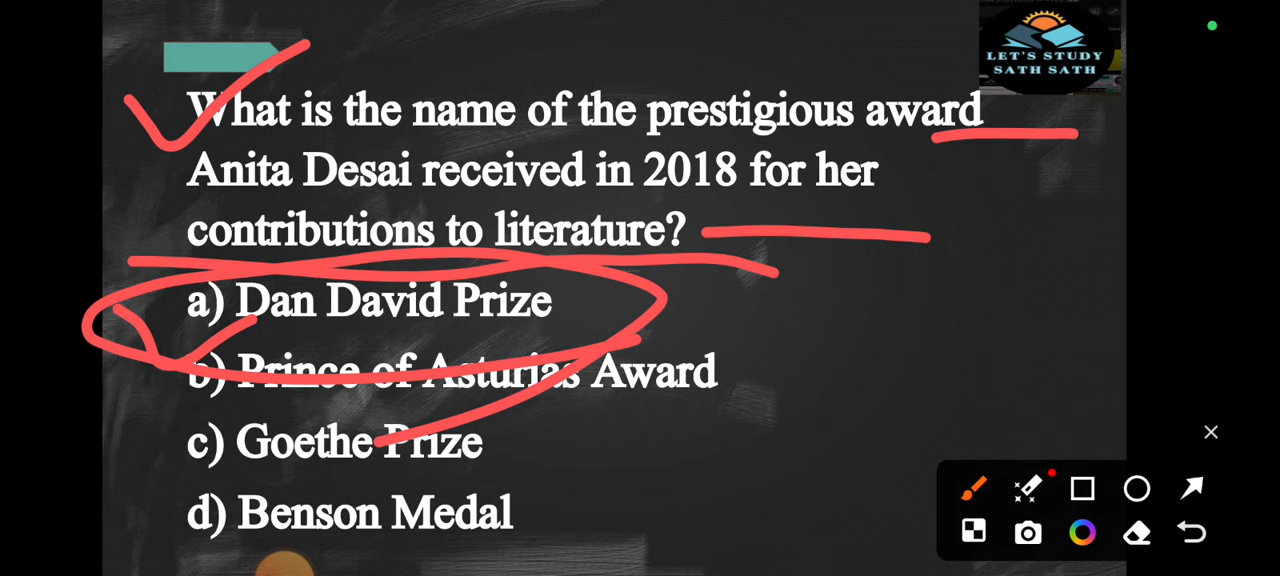 LET'S STUDY
SATH SATH
What is the name of the prestigious award
Anita Desai received in 2018 for her
contributions to literature?
a) Dan David Prize
b) Prince of Asturias Award
c) Goethe Prize
d) Benson Medal